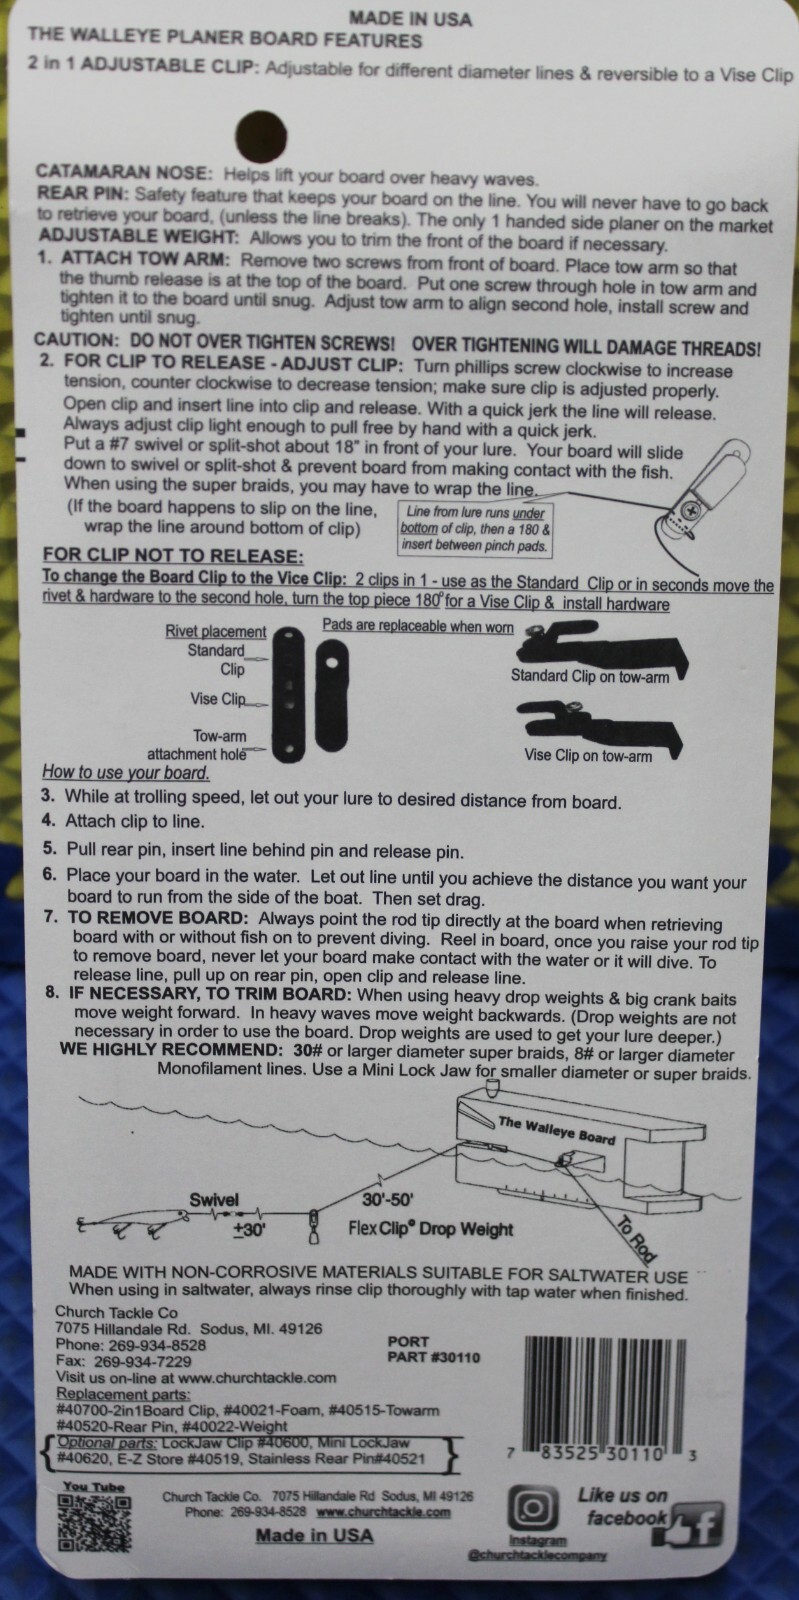 MADE IN USA
THE WALLEYE PLANER BOARD FEATURES
2 in 1 ADJUSTABLE CLIP: Adjustable for different diameter lines & reversible to a Vise Clip
CATAMARAN NOSE: Helps lift your board over heavy waves.
REAR PIN: Safety feature that keeps your board on the line. You will never have to go back
to retrieve your board, (unless the line breaks). The only 1 handed side planer on the market
ADJUSTABLE WEIGHT: Allows you to trim the front of the board if necessary.
1. ATTACH TOW ARM: Remove two screws from front of board. Place tow arm so that
the thumb release is at the top of the board. Put one screw through hole in tow arm and
tighten it to the board until snug. Adjust tow arm to align second hole, install screw and
tighten until snug.
CAUTION: DO NOT OVER TIGHTEN SCREWS! OVER TIGHTENING WILL DAMAGE THREADS!
2. FOR CLIP TO RELEASE - ADJUST CLIP: Turn phillips screw clockwise to increase
tension, counter clockwise to decrease tension; make sure clip is adjusted properly.
Open clip and insert line into clip and release. With a quick jerk the line will release.
Always adjust clip light enough to pull free by hand with a quick jerk.
Put a #7 swivel or split-shot about 18" in front of your lure. Your board will slide
down to swivel or split-shot & prevent board from making contact with the fish.
When using the super braids, you may have to wrap the line.
(If the board happens to slip on the line,
wrap the line around bottom of clip)
Line from lure runs under
bottom of clip, then a 180 &
insert between pinch pads.
FOR CLIP NOT TO RELEASE:
To change the Board Clip to the Vice Clip: 2 clips in 1 - use as the Standard Clip or in seconds move the
rivet & hardware to the second hole, turn the top piece 180° for a Vise Clip & install hardware
Rivet placement
Standard
Clip
Vise Clip
Tow-arm
attachment hole
Pads are replaceable when worn
Standard Clip on tow-arm
Vise Clip on tow-arm
How to use your board.
3. While at trolling speed, let out your lure to desired distance from board.
4. Attach clip to line.
5. Pull rear pin, insert line behind pin and release pin.
6. Place your board in the water. Let out line until you achieve the distance you want your
board to run from the side of the boat. Then set drag.
7. TO REMOVE BOARD: Always point the rod tip directly at the board when retrieving
board with or without fish on to prevent diving. Reel in board, once you raise your rod tip
to remove board, never let your board make contact with the water or it will dive. To
release line, pull up on rear pin, open clip and release line.
8. IF NECESSARY, TO TRIM BOARD: When using heavy drop weights & big crank baits
move weight forward. In heavy waves move weight backwards. (Drop weights are not
necessary in order to use the board. Drop weights are used to get your lure deeper.)
WE HIGHLY RECOMMEND: 30# or larger diameter super braids, 8# or larger diameter
Monofilament lines. Use a Mini Lock Jaw for smaller diameter or super braids.
The Walleye Board
Swivel
±30'
30'-50'
FlexClip® Drop Weight
To Rod
MADE WITH NON-CORROSIVE MATERIALS SUITABLE FOR SALTWATER USE
When using in saltwater, always rinse clip thoroughly with tap water when finished.
Church Tackle Co
7075 Hillandale Rd. Sodus, MI. 49126
Phone: 269-934-8528
Fax: 269-934-7229
Visit us on-line at www.churchtackle.com
PORT
PART #30110
Replacement parts:
#40700-2in1Board Clip, #40021-Foam, #40515-Towarm
#40520-Rear Pin, #40022-Weight
Optional parts: LockJaw Clip #40600, Mini LockJaw
#40620, E-Z Store #40519, Stainless Rear Pin#40521
7 83525 30110 3
You Tube
Church Tackle Co. 7075 Hillandale Rd Sodus, MI 49126
Phone: 269-934-8528 www.churchtackle.com
Made in USA
Instagram
@churchtacklecompany
Like us on
facebook
f